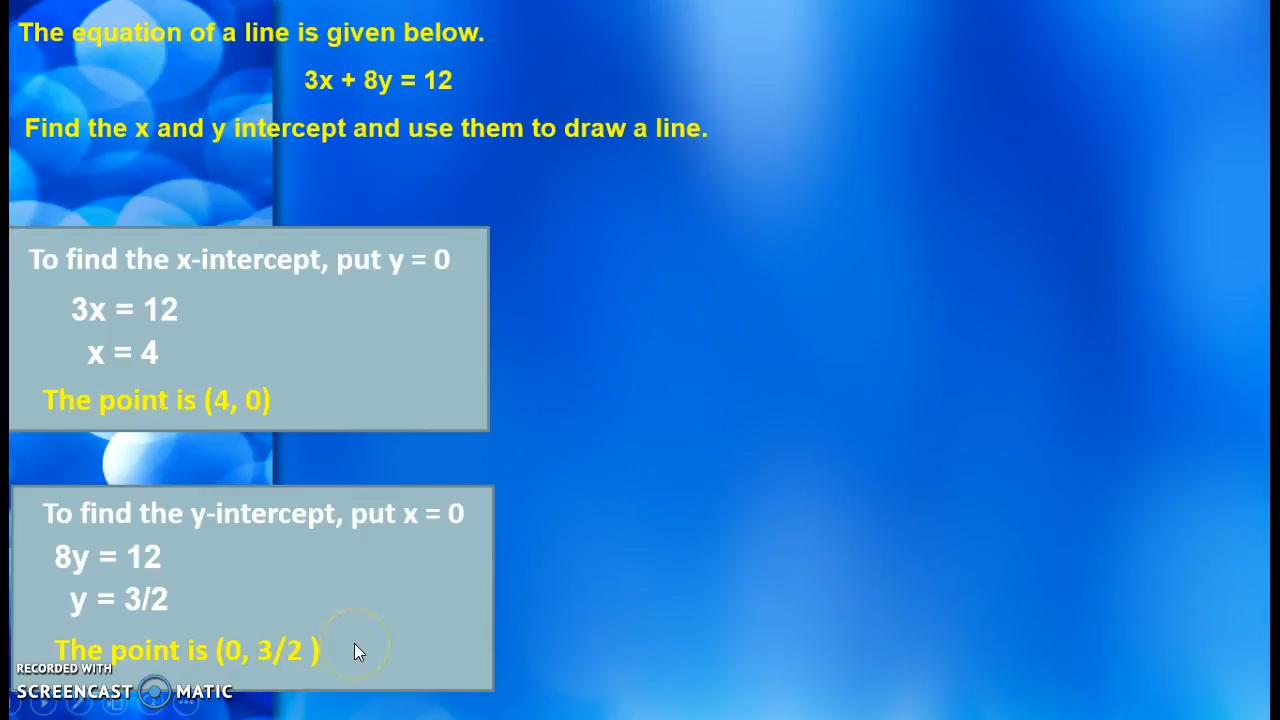 The equation of a line is given below.
3x + 8y = 12
Find the x and y intercept and use them to draw a line.
To find the x-intercept, put y = 0
3x = 12
x = 4
The point is (4, 0)
To find the y-intercept, put x = 0
8y = 12
y = 3/2
The point is (0, 3/2 )
RECORDED WITH
SCREENCAST MATIC